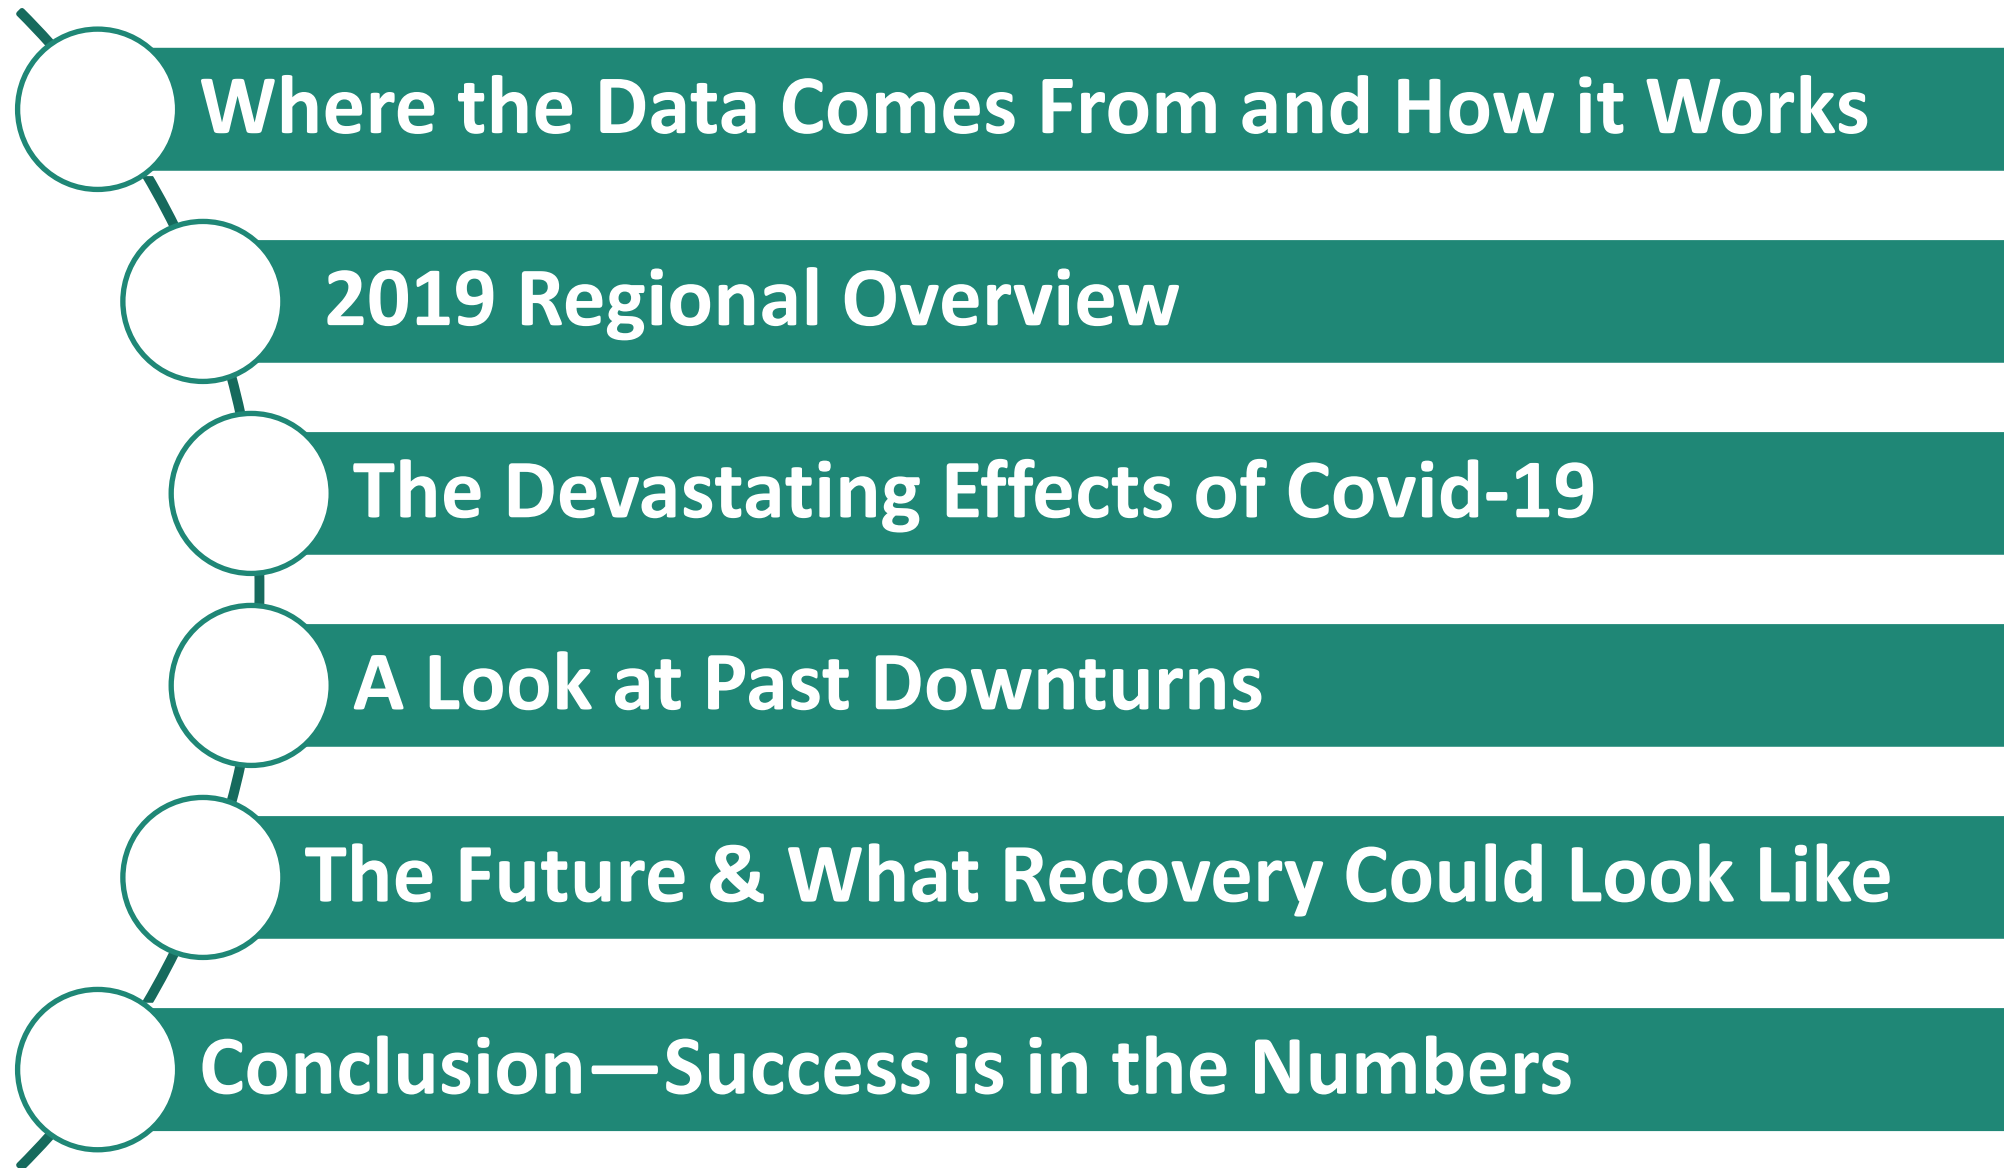 Where the Data Comes From and How it Works
2019 Regional Overview
The Devastating Effects of Covid-19
A Look at Past Downturns
The Future & What Recovery Could Look Like
Conclusion—Success is in the Numbers